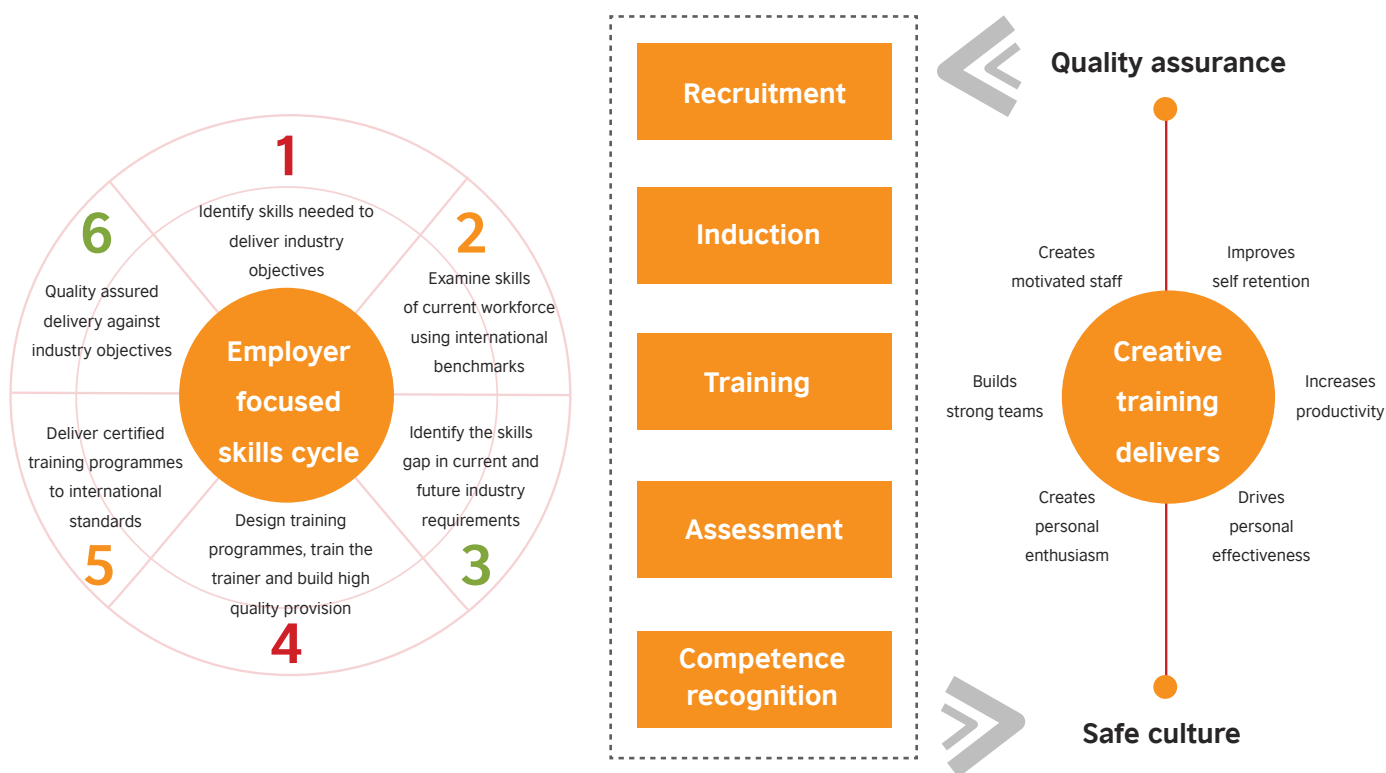 1
Identify skills needed to
deliver industry
objectives
2
Examine skills
of current workforce
using international
benchmarks
Identify the skills
gap in current and
future industry
requirements
3
Design training
programmes, train the
trainer and build high
quality provision
4
Deliver certified
training programmes
to international
standards
5
6
Quality assured
delivery against
industry objectives
Employer
focused
skills cycle
Recruitment
Induction
Training
Assessment
Competence
recognition
Quality assurance
Creates
motivated staff
Improves
self retention
Builds
strong teams
Creative
training
delivers
Increases
productivity
Creates
personal
enthusiasm
Drives
personal
effectiveness
Safe culture